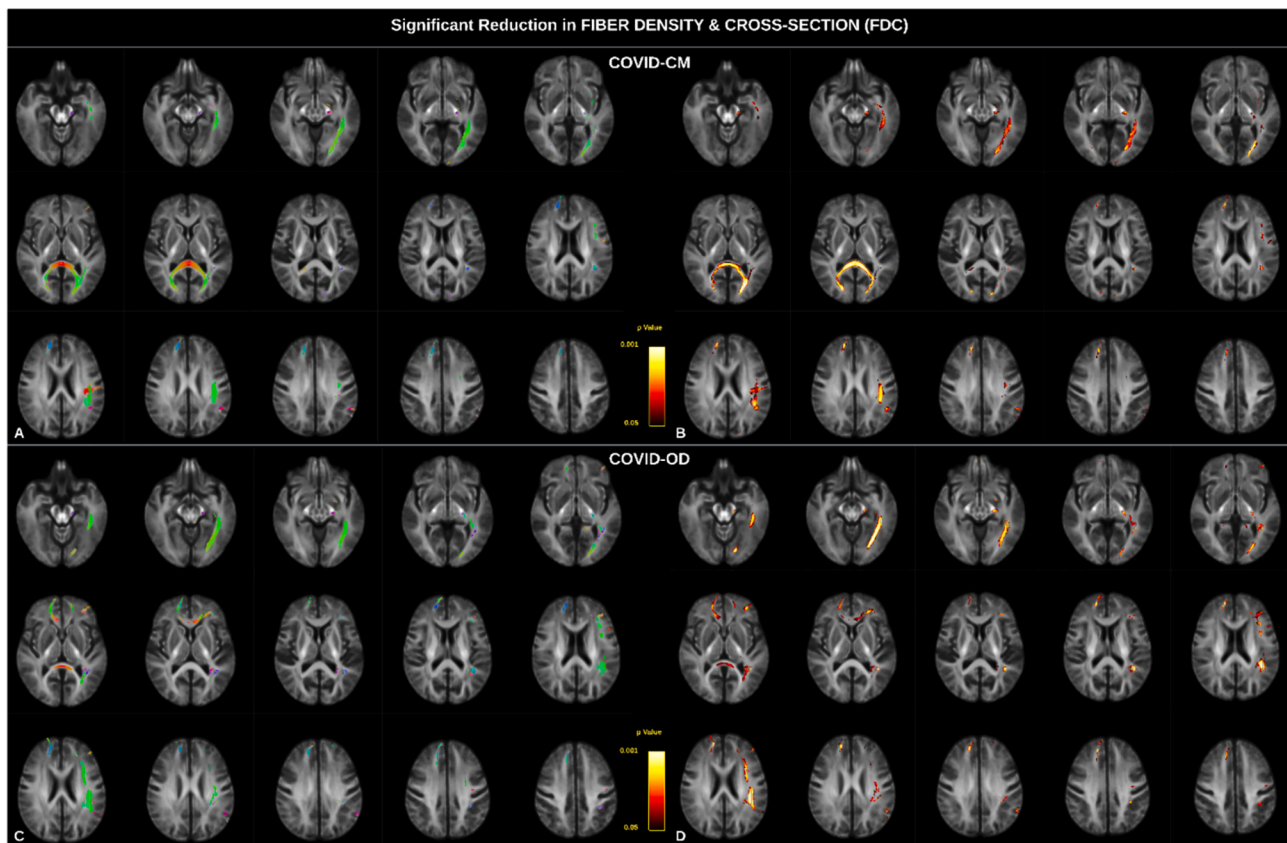 Significant Reduction in FIBER DENSITY & CROSS-SECTION (FDC)
COVID-CM
p Value
0.001
0.05
A
B
COVID-OD
p Value
0.001
0.05
C
D